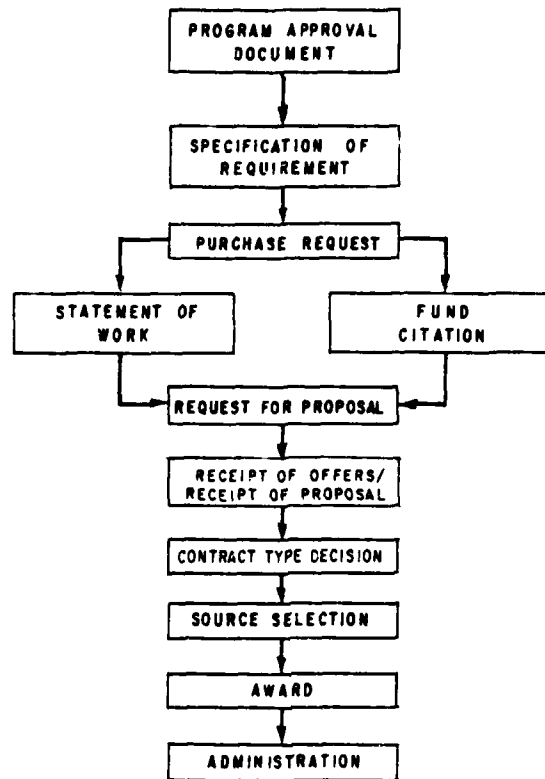 PROGRAM APPROVAL
DOCUMENT
SPECIFICATION OF
REQUIREMENT
PURCHASE REQUEST
STATEMENT OF
WORK
FUND
CITATION
REQUEST FOR PROPOSAL
RECEIPT OF OFFERS/
RECEIPT OF PROPOSAL
CONTRACT TYPE DECISION
SOURCE SELECTION
AWARD
ADMINISTRATION